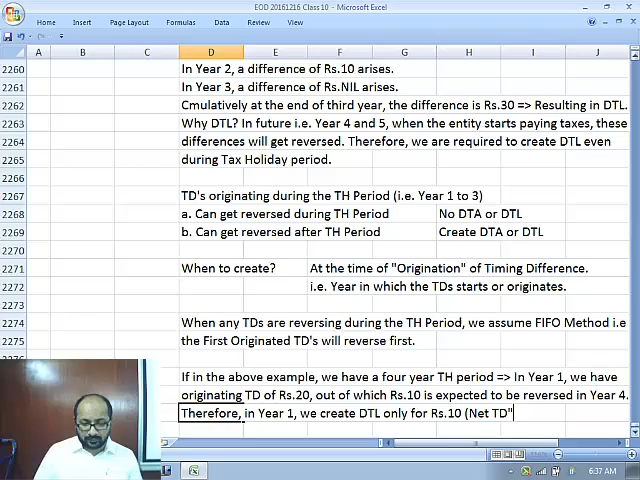 EOD 20161216 Class 10 - Microsoft Excel
Home Insert Page Layout Formulas Data Review View
A B C D E F G H I J
2260 In Year 2, a difference of Rs.10 arises.
2261 In Year 3, a difference of Rs.NIL arises.
2262 Cmulatively at the end of third year, the difference is Rs.30 => Resulting in DTL.
2263 Why DTL? In future i.e. Year 4 and 5, when the entity starts paying taxes, these
2264 differences will get reversed. Therefore, we are required to create DTL even
2265 during Tax Holiday period.
2266
2267 TD's originating during the TH Period (i.e. Year 1 to 3)
2268 a. Can get reversed during TH Period No DTA or DTL
2269 b. Can get reversed after TH Period Create DTA or DTL
2270
2271 When to create? At the time of "Origination" of Timing Difference.
2272 i.e. Year in which the TDs starts or originates.
2273
2274 When any TDs are reversing during the TH Period, we assume FIFO Method i.e
2275 the First Originated TD's will reverse first.
If in the above example, we have a four year TH period => In Year 1, we have
originating TD of Rs.20, out of which Rs.10 is expected to be reversed in Year 4.
Therefore, in Year 1, we create DTL only for Rs.10 (Net TD"
6:37 AM